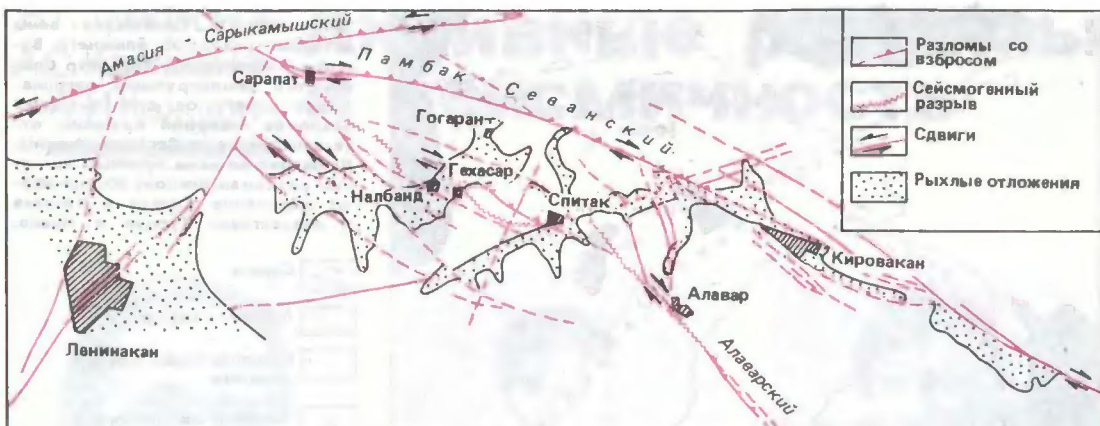 Амасия - Сарыкамышский
Сарапат
Памбак - Севанский
Гогаран
Гехасар
Налбанд
Спитак
Кировакан
Алавар
Ленинакан
Алаварский
Разломы со
взбросом
Сейсмогенный
разрыв
Сдвиги
Рыхлые отложения